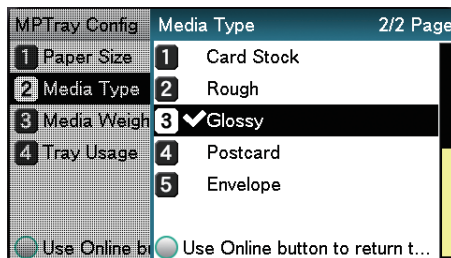 MPTray Config
1 Paper Size
2 Media Type
3 Media Weigh
4 Tray Usage
Use Online b
Media Type 2/2 Page
1 Card Stock
2 Rough
3 Glossy
4 Postcard
5 Envelope
Use Online button to return t...